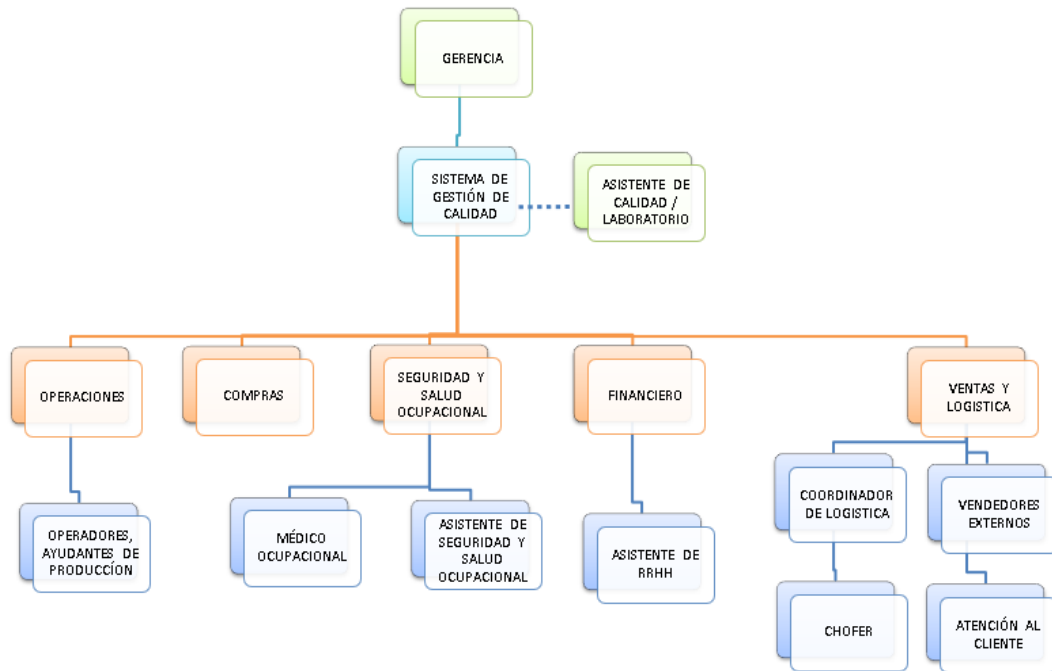 GERENCIA
SISTEMA DE
GESTIÓN DE
CALIDAD
ASISTENTE DE
CALIDAD /
LABORATORIO
OPERACIONES
COMPRAS
SEGURIDAD Y
SALUD
OCUPACIONAL
FINANCIERO
VENTAS Y
LOGISTICA
OPERADORES,
AYUDANTES DE
PRODUCCÍON
MÉDICO
OCUPACIONAL
ASISTENTE DE
SEGURIDAD Y
SALUD
OCUPACIONAL
ASISTENTE DE
RRHH
COORDINADOR
DE LOGISTICA
VENDEDORES
EXTERNOS
CHOFER
ATENCIÓN AL
CLIENTE